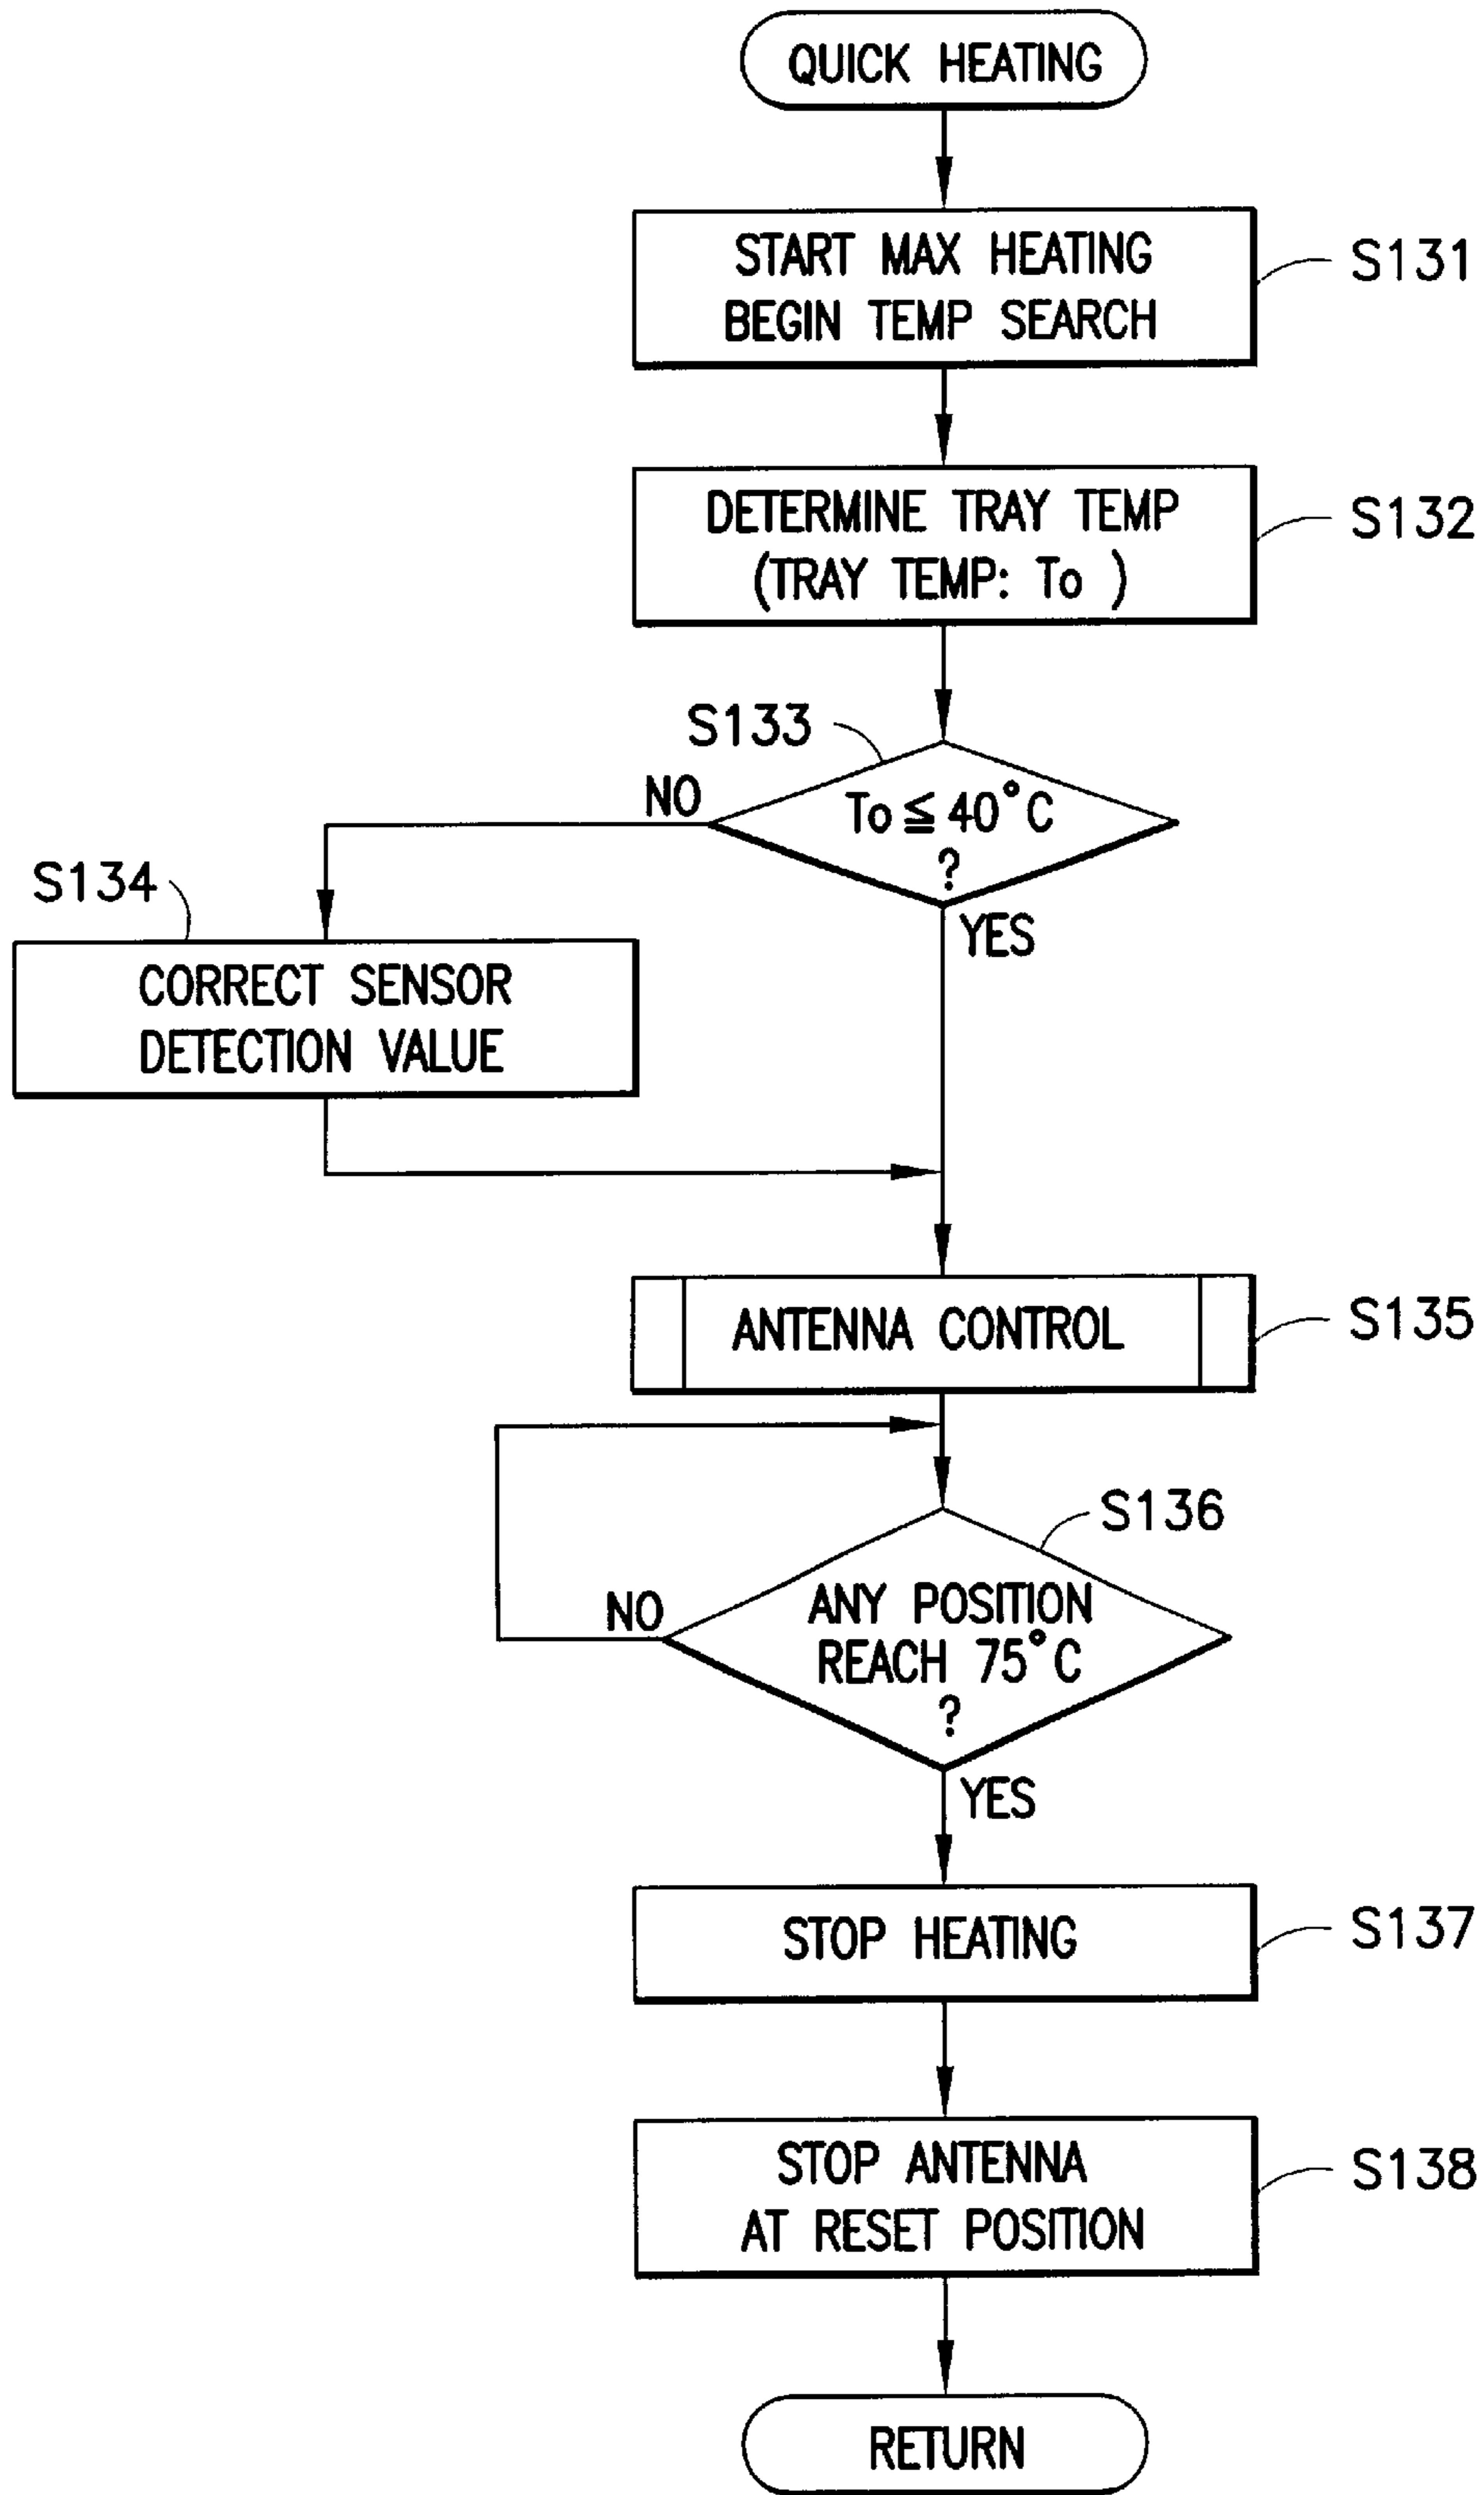 QUICK HEATING
START MAX HEATING
BEGIN TEMP SEARCH
S131
DETERMINE TRAY TEMP
(TRAY TEMP: To )
S132
S133
NO
To ≦ 40°C
?
YES
S134
CORRECT SENSOR
DETECTION VALUE
ANTENNA CONTROL
S135
S136
NO
ANY POSITION
REACH 75°C
?
YES
STOP HEATING
S137
STOP ANTENNA
AT RESET POSITION
S138
RETURN